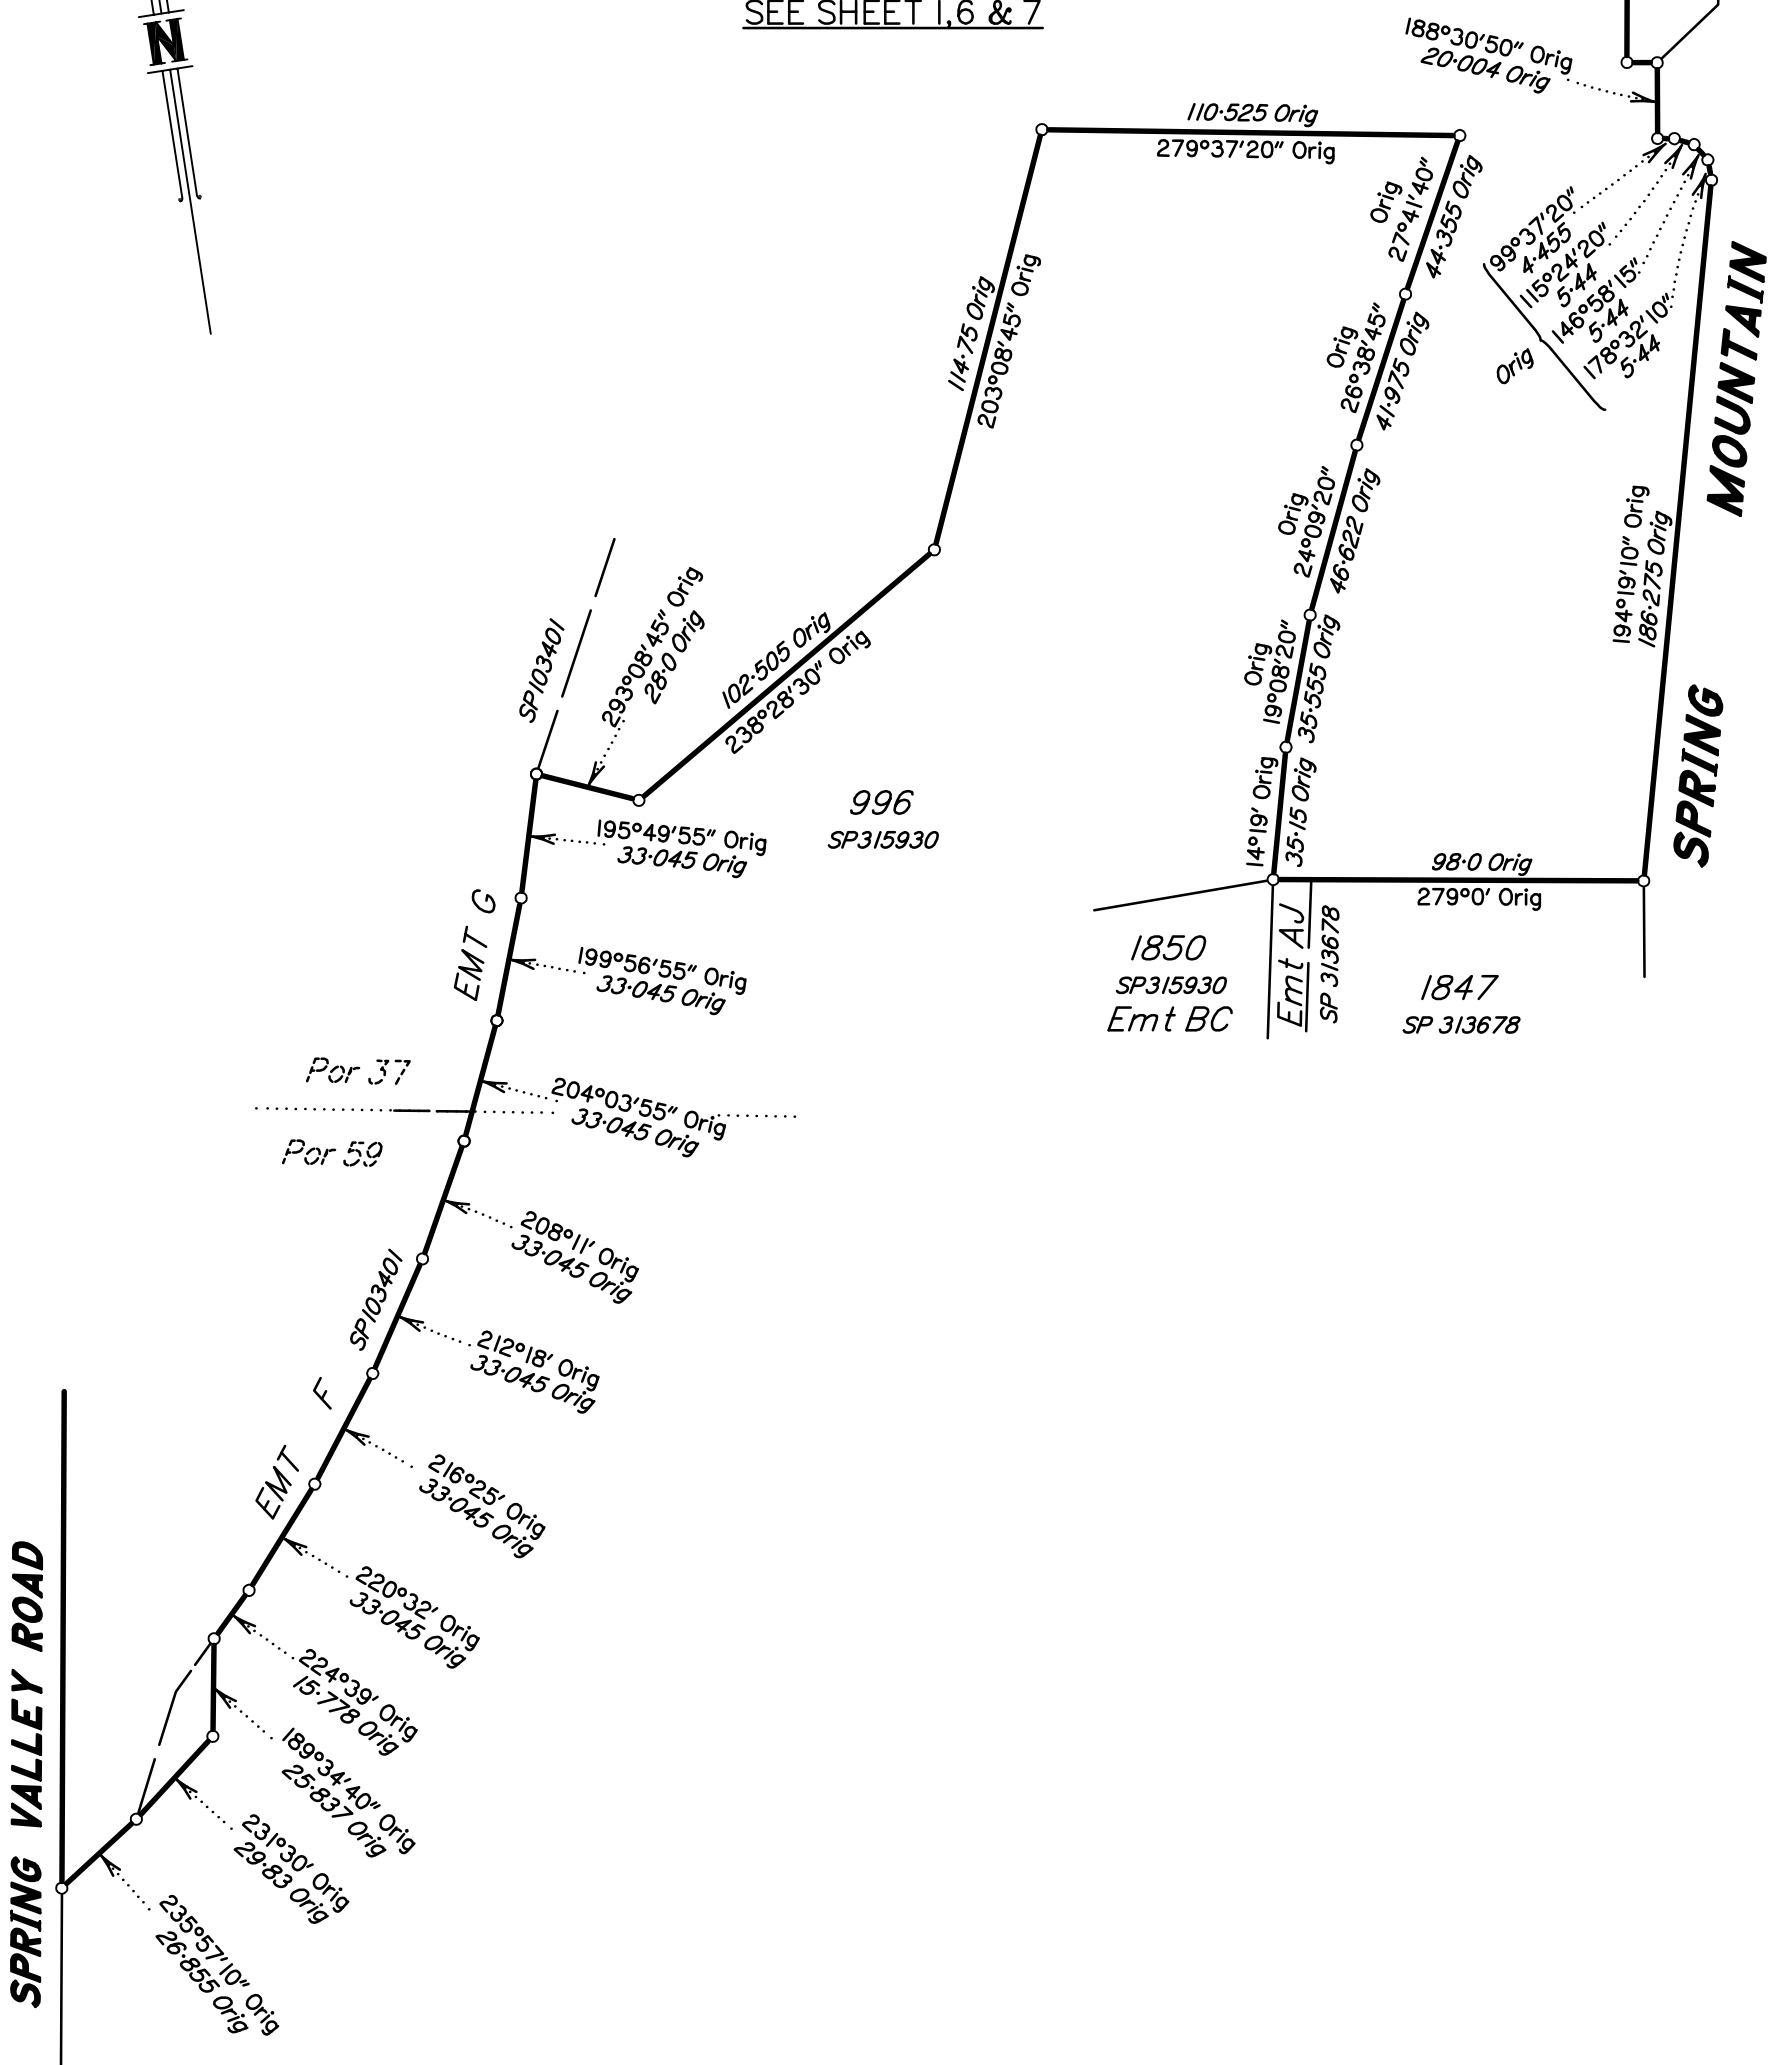 SEE SHEET 1,6 & 7
N
188°30'50" Orig
20·004 Orig
110·525 Orig
279°37'20" Orig
Orig
27°41'40"
44·355 Orig
99°37'20"
4·455
115°24'20"
5·44
146°58'15"
5·44
178°32'10"
5·44
Orig
MOUNTAIN
SPRING
114·75 Orig
203°08'45" Orig
Orig
26°38'45"
41·975 Orig
Orig
24°09'20"
46·622 Orig
194°19'10" Orig
186·275 Orig
SP103401
293°08'45" Orig
28·0 Orig
102·505 Orig
238°28'30" Orig
Orig
19°08'20"
35·555 Orig
14°19' Orig
35·15 Orig
996
SP315930
195°49'55" Orig
33·045 Orig
98·0 Orig
279°0' Orig
EMT G
199°56'55" Orig
33·045 Orig
1850
SP315930
Emt BC
Emt AJ
SP 313678
1847
SP 313678
Por 37
204°03'55" Orig
33·045 Orig
Por 59
208°11' Orig
33·045 Orig
SP103401
212°18' Orig
33·045 Orig
EMT F
216°25' Orig
33·045 Orig
220°32' Orig
33·045 Orig
224°39' Orig
15·778 Orig
189°34'40" Orig
25·837 Orig
231°30' Orig
29·83 Orig
235°57'10" Orig
26·855 Orig
SPRING VALLEY ROAD